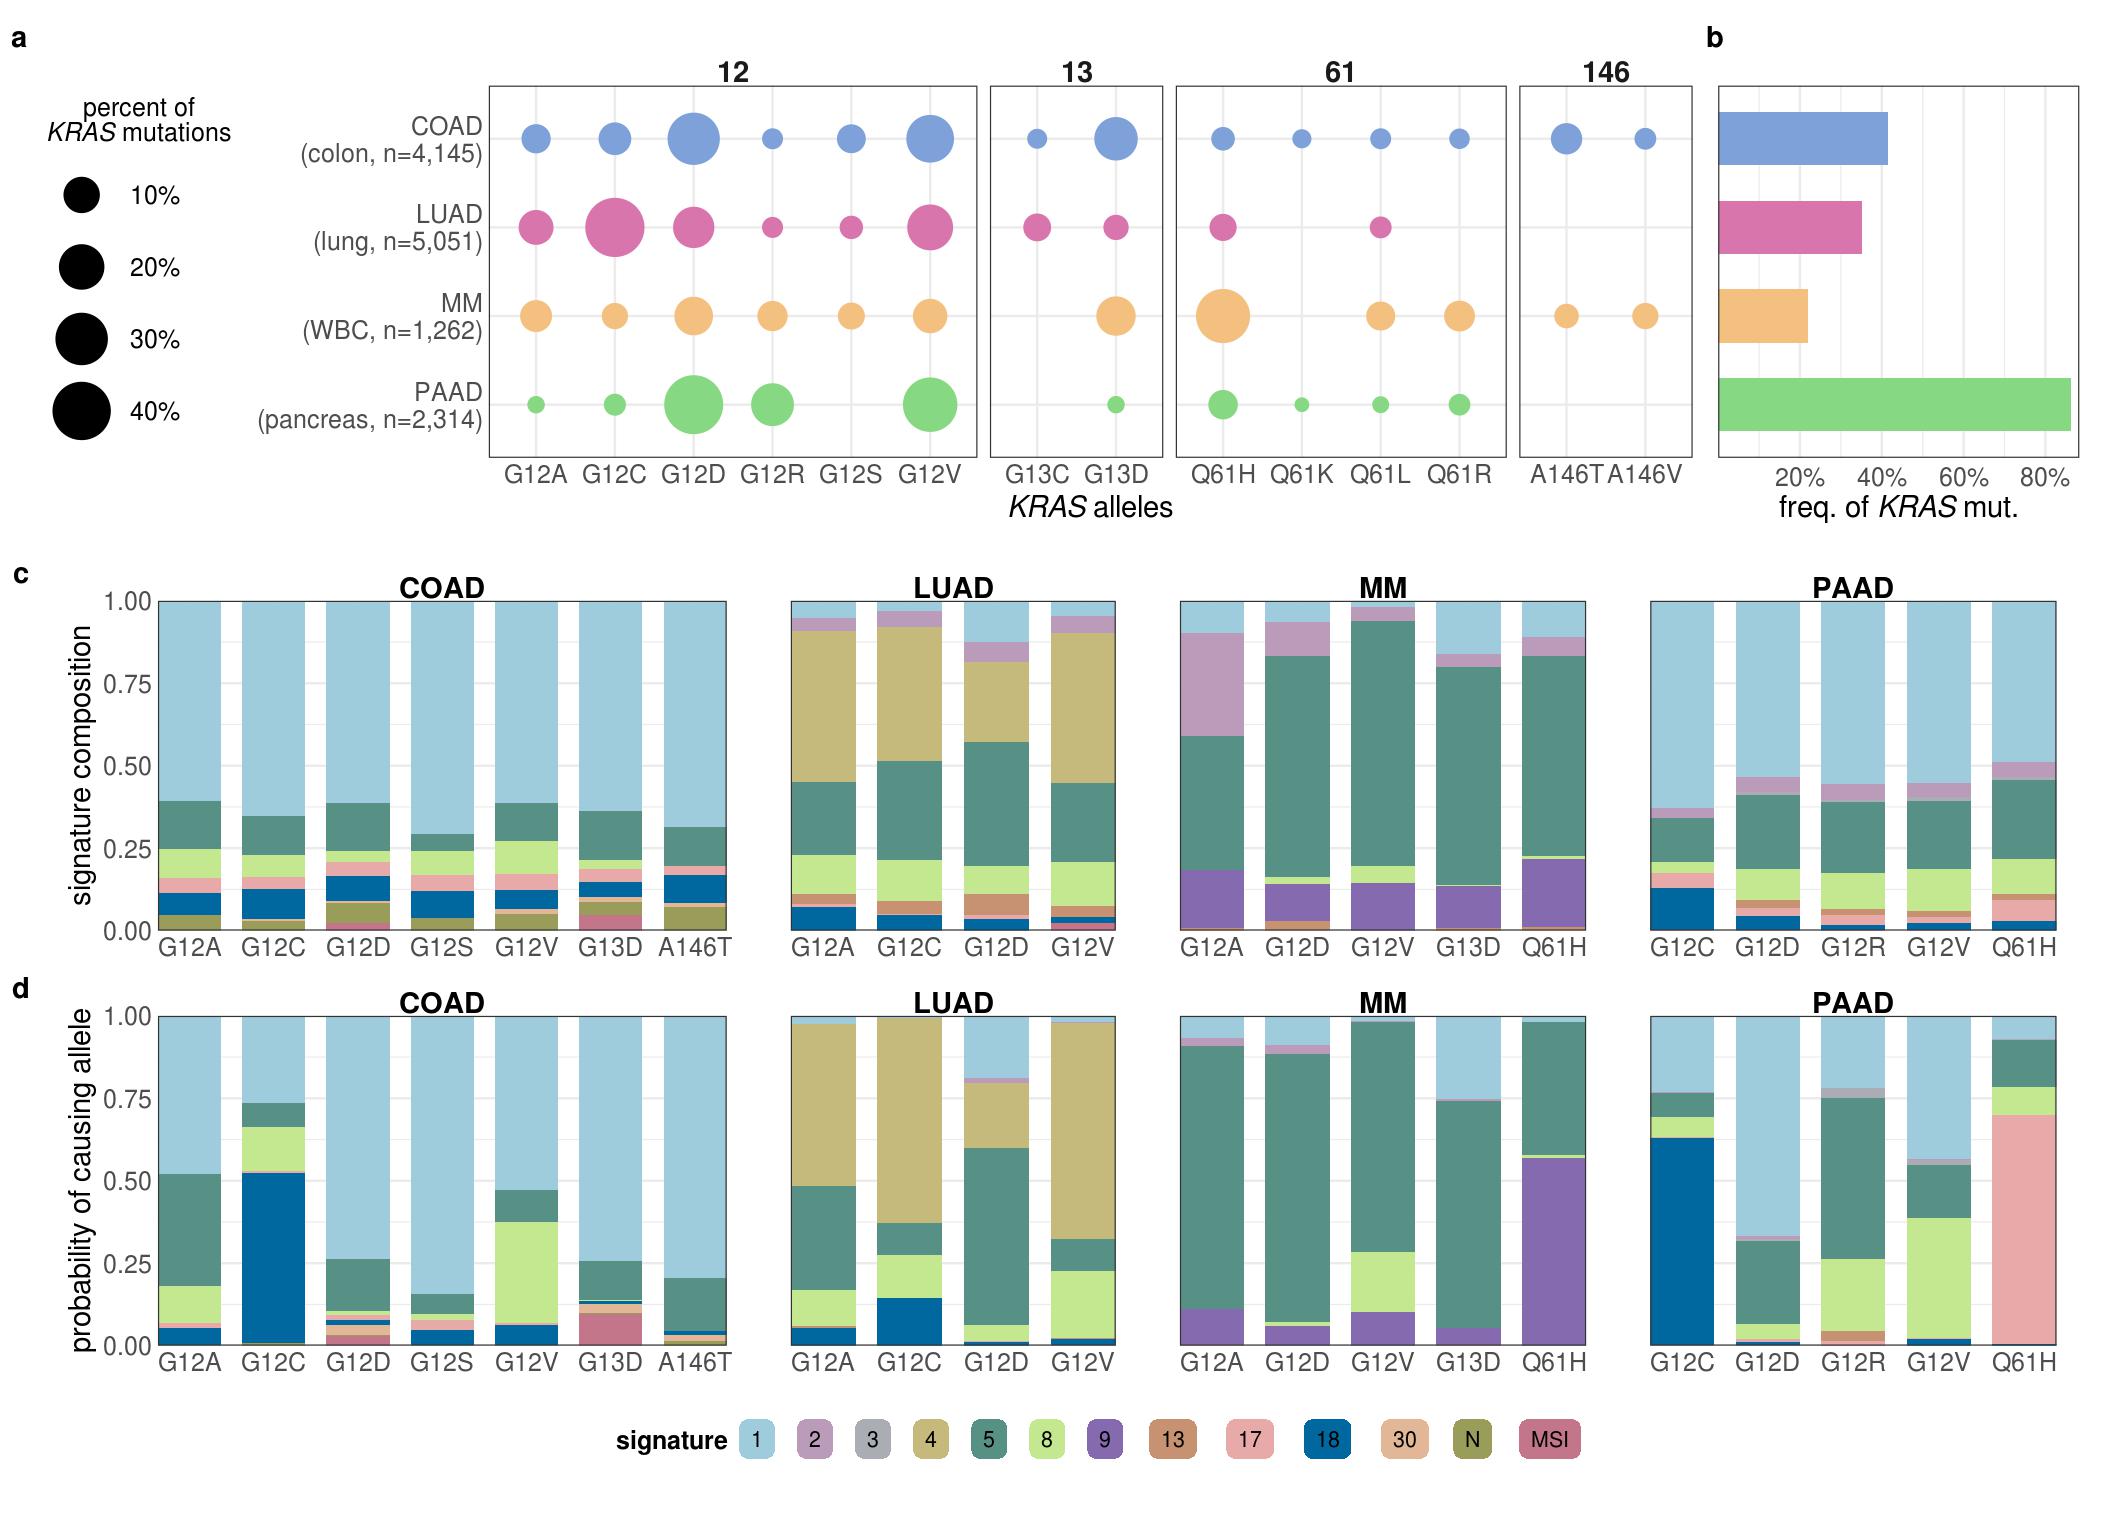 a
b
12
13
61
146
percent of
KRAS mutations
10%
20%
30%
40%
COAD
(colon, n=4,145)
LUAD
(lung, n=5,051)
MM
(WBC, n=1,262)
PAAD
(pancreas, n=2,314)
G12A G12C G12D G12R G12S G12V
G13C G13D
Q61H Q61K Q61L Q61R
A146T A146V
KRAS alleles
20% 40% 60% 80%
freq. of KRAS mut.
c
COAD
LUAD
MM
PAAD
signature composition
1.00
0.75
0.50
0.25
0.00
G12A G12C G12D G12S G12V G13D A146T
G12A G12C G12D G12V
G12A G12D G12V G13D Q61H
G12C G12D G12R G12V Q61H
d
COAD
LUAD
MM
PAAD
probability of causing allele
1.00
0.75
0.50
0.25
0.00
G12A G12C G12D G12S G12V G13D A146T
G12A G12C G12D G12V
G12A G12D G12V G13D Q61H
G12C G12D G12R G12V Q61H
signature 1 2 3 4 5 8 9 13 17 18 30 N MSI